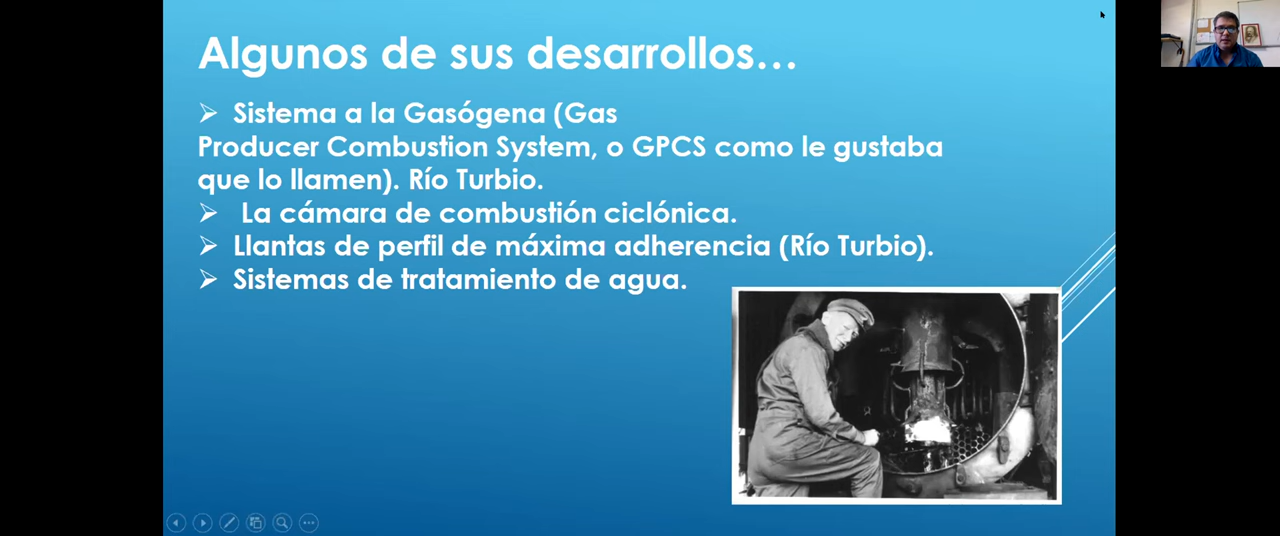 Algunos de sus desarrollos...
➢ Sistema a la Gasógena (Gas
Producer Combustion System, o GPCS como le gustaba
que lo llamen). Río Turbio.
➢ La cámara de combustión ciclónica.
➢ Llantas de perfil de máxima adherencia (Río Turbio).
➢ Sistemas de tratamiento de agua.